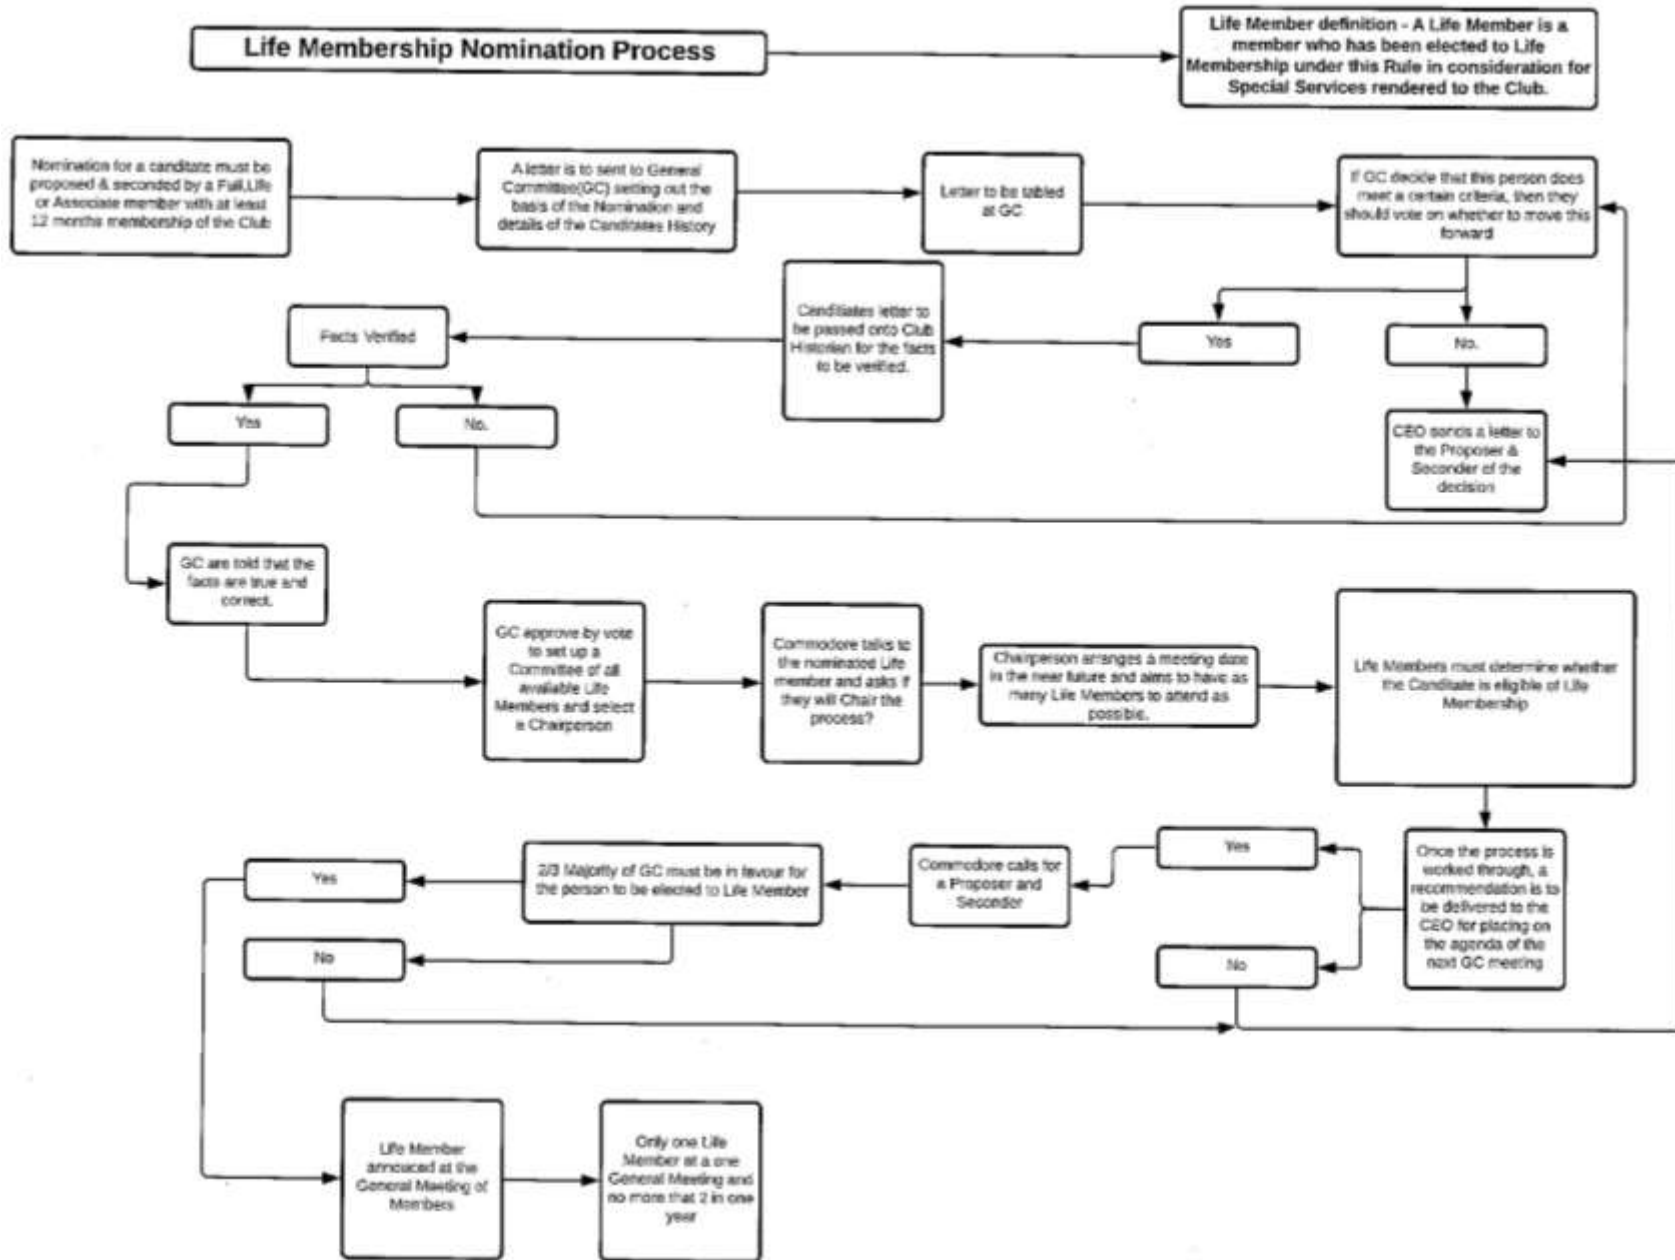 Life Membership Nomination Process
Life Member definition - A Life Member is a
member who has been elected to Life
Membership under this Rule in consideration for
Special Services rendered to the Club.
Nomination for a canditate must be
proposed & seconded by a Full,Life
or Associate member with at least
12 months membership of the Club
A letter is to sent to General
Committee(GC) setting out the
basis of the Nomination and
details of the Canditates History
Letter to be tabled
at GC
If GC decide that this person does
meet a certain criteria, then they
should vote on whether to move this
forward
Yes
No.
Canditiates letter to
be passed onto Club
Historian for the facts
to be verified.
Facts Verified
Yes
No.
CEO sends a letter to
the Proposer &
Seconder of the
decision
GC are told that the
facts are true and
correct.
GC approve by vote
to set up a
Committee of all
available Life
Members and select
a Chairperson
Commodore talks to
the nominated Life
member and asks if
they will Chair the
process?
Chairperson arranges a meeting date
in the near future and aims to have as
many Life Members to attend as
possible.
Life Members must determine whether
the Canditate is eligible of Life
Membership
Once the process is
worked through, a
recommendation is to
be delivered to the
CEO for placing on
the agenda of the
next GC meeting
Yes
No
Commodore calls for
a Proposer and
Seconder
2/3 Majority of GC must be in favour for
the person to be elected to Life Member
Yes
No
Life Member
annouced at the
General Meeting of
Members
Only one Life
Member at a one
General Meeting and
no more that 2 in one
year